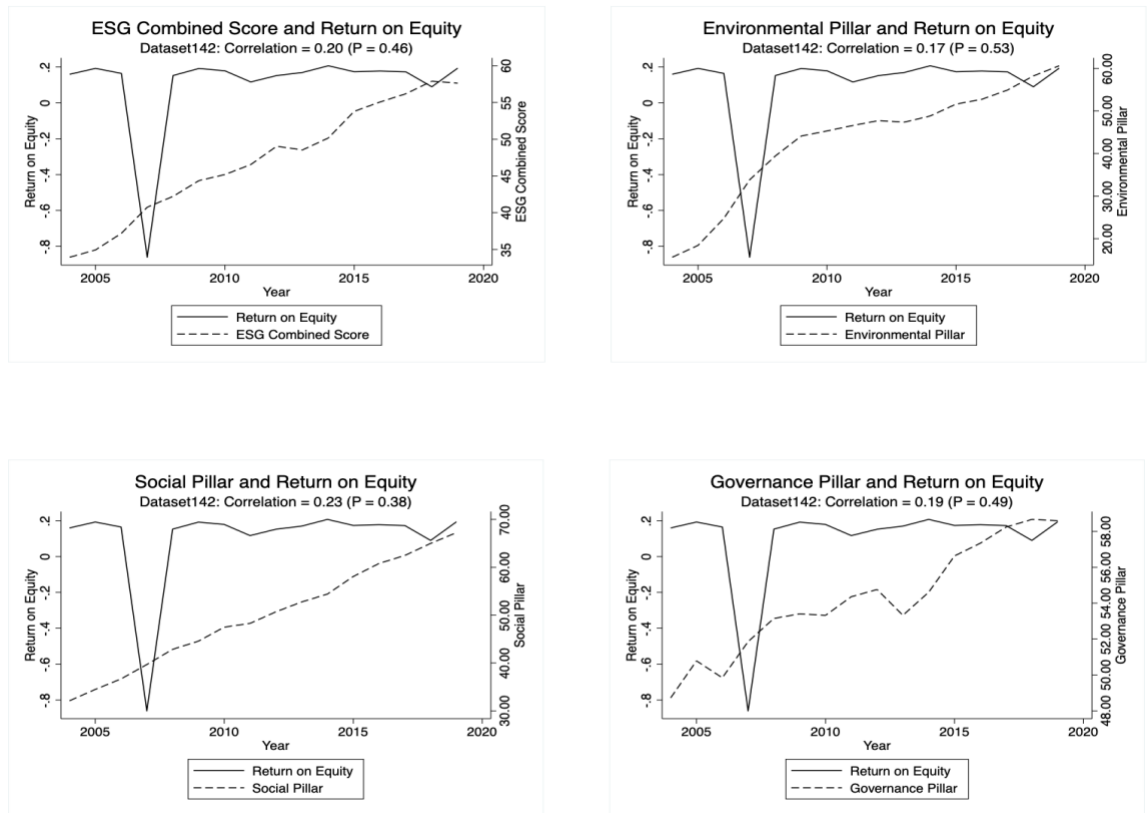 ESG Combined Score and Return on Equity
Dataset142: Correlation = 0.20 (P = 0.46)
Return on Equity
.2
0
-.2
-.4
-.6
-.8
60
55
50
45
40
35
ESG Combined Score
2005 2010 2015 2020
Year
Return on Equity
ESG Combined Score
Environmental Pillar and Return on Equity
Dataset142: Correlation = 0.17 (P = 0.53)
Return on Equity
.2
0
-.2
-.4
-.6
-.8
60.00
50.00
40.00
30.00
20.00
Environmental Pillar
2005 2010 2015 2020
Year
Return on Equity
Environmental Pillar
Social Pillar and Return on Equity
Dataset142: Correlation = 0.23 (P = 0.38)
Return on Equity
.2
0
-.2
-.4
-.6
-.8
70.00
60.00
50.00
40.00
30.00
Social Pillar
2005 2010 2015 2020
Year
Return on Equity
Social Pillar
Governance Pillar and Return on Equity
Dataset142: Correlation = 0.19 (P = 0.49)
Return on Equity
.2
0
-.2
-.4
-.6
-.8
58.00
56.00
54.00
52.00
50.00
48.00
Governance Pillar
2005 2010 2015 2020
Year
Return on Equity
Governance Pillar